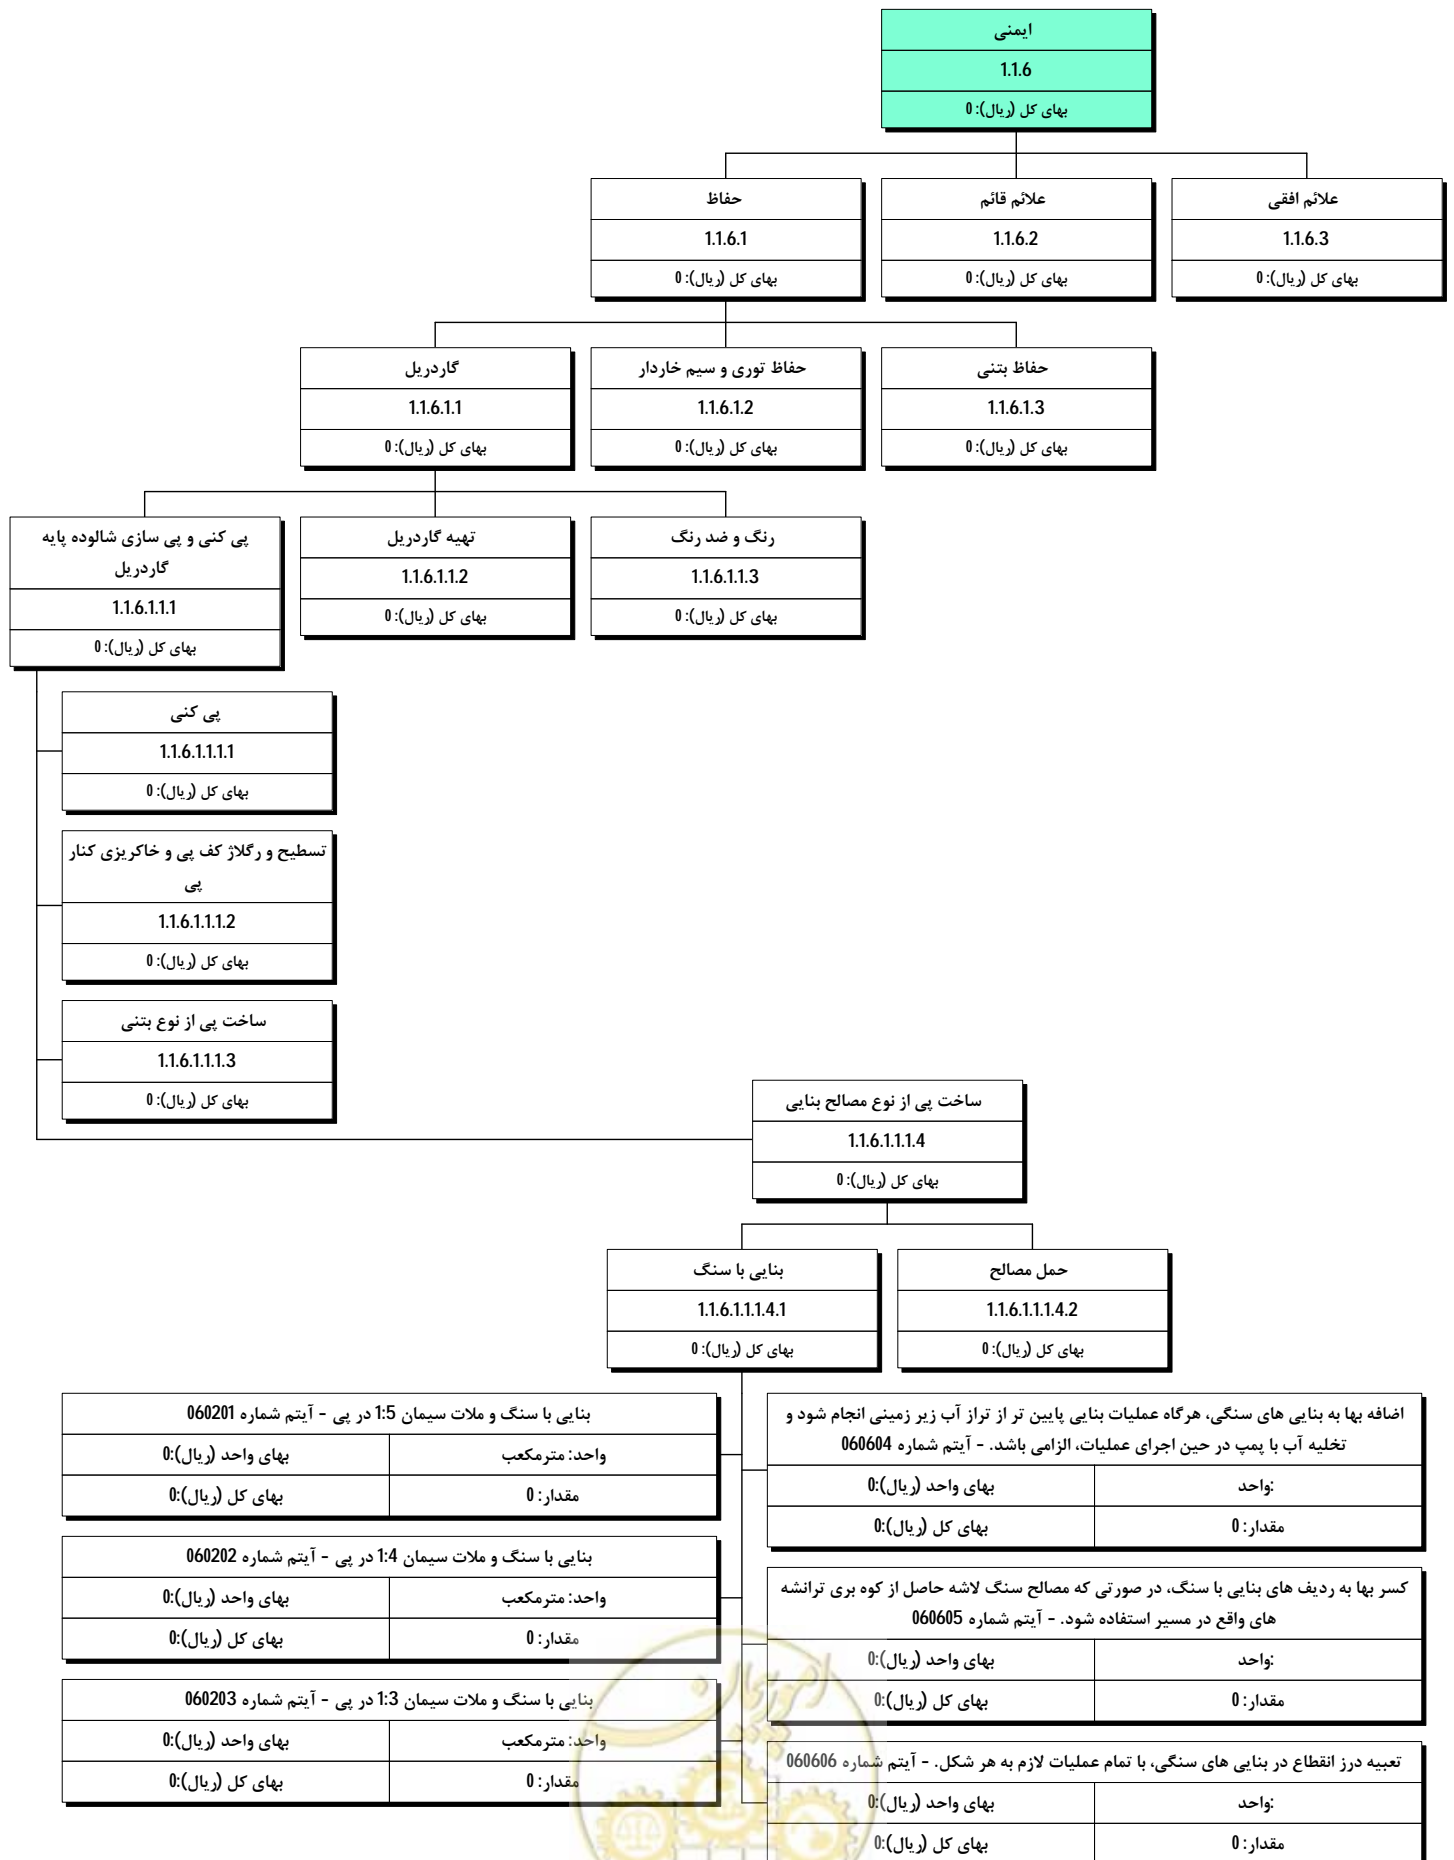 ایمنی
1.1.6
بهای کل (ریال): 0
حفاظ
1.1.6.1
بهای کل (ریال): 0
علائم قائم
1.1.6.2
بهای کل (ریال): 0
علائم افقی
1.1.6.3
بهای کل (ریال): 0
گاردریل
1.1.6.1.1
بهای کل (ریال): 0
حفاظ توری و سیم خاردار
1.1.6.1.2
بهای کل (ریال): 0
حفاظ بتنی
1.1.6.1.3
بهای کل (ریال): 0
پی کنی و پی سازی شالوده پایه
گاردریل
1.1.6.1.1.1
بهای کل (ریال): 0
تهیه گاردریل
1.1.6.1.1.2
بهای کل (ریال): 0
رنگ و ضد رنگ
1.1.6.1.1.3
بهای کل (ریال): 0
پی کنی
1.1.6.1.1.1.1
بهای کل (ریال): 0
تسطیح و رگلاژ کف پی و خاکریزی کنار
پی
1.1.6.1.1.1.2
بهای کل (ریال): 0
ساخت پی از نوع بتنی
1.1.6.1.1.1.3
بهای کل (ریال): 0
ساخت پی از نوع مصالح بنایی
1.1.6.1.1.1.4
بهای کل (ریال): 0
بنایی با سنگ
1.1.6.1.1.1.4.1
بهای کل (ریال): 0
حمل مصالح
1.1.6.1.1.1.4.2
بهای کل (ریال): 0
بنایی با سنگ و ملات سیمان 1:5 در پی - آیتم شماره 060201
واحد: مترمکعب
بهای واحد (ریال):0
مقدار: 0
بهای کل (ریال):0
بنایی با سنگ و ملات سیمان 1:4 در پی - آیتم شماره 060202
واحد: مترمکعب
بهای واحد (ریال):0
مقدار: 0
بهای کل (ریال):0
بنایی با سنگ و ملات سیمان 1:3 در پی - آیتم شماره 060203
واحد: مترمکعب
بهای واحد (ریال):0
مقدار: 0
بهای کل (ریال):0
اضافه بها به بنایی های سنگی، هرگاه عملیات بنایی پایین تر از تراز آب زیر زمینی انجام شود و
تخلیه آب با پمپ در حین اجرای عملیات، الزامی باشد. - آیتم شماره 060604
واحد:
بهای واحد (ریال):0
مقدار: 0
بهای کل (ریال):0
کسر بها به ردیف های بنایی با سنگ، در صورتی که مصالح سنگ لاشه حاصل از کوه بری ترانشه
های واقع در مسیر استفاده شود. - آیتم شماره 060605
واحد:
بهای واحد (ریال):0
مقدار: 0
بهای کل (ریال):0
تعبیه درز انقطاع در بنایی های سنگی، با تمام عملیات لازم به هر شکل. - آیتم شماره 060606
واحد:
بهای واحد (ریال):0
مقدار: 0
بهای کل (ریال):0